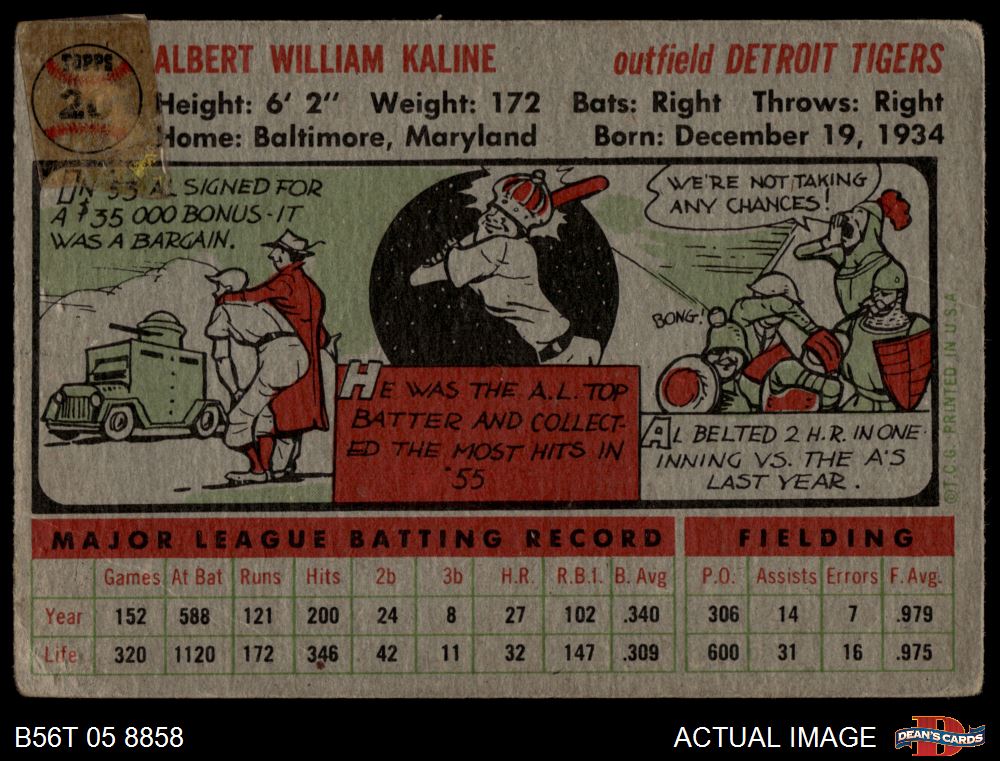 TOPPS
20
ALBERT WILLIAM KALINE outfield DETROIT TIGERS
Height: 6' 2" Weight: 172 Bats: Right Throws: Right
Home: Baltimore, Maryland Born: December 19, 1934
IN '53 AL SIGNED FOR
A $35 000 BONUS-IT
WAS A BARGAIN.
HE WAS THE A.L. TOP
BATTER AND COLLECT-
ED THE MOST HITS IN
'55
WE'RE NOT TAKING
ANY CHANCES!
BONG!
AL BELTED 2 H.R. IN ONE
INNING VS. THE A'S
LAST YEAR.
© T.C.G. PRINTED IN U.S.A.
MAJOR LEAGUE BATTING RECORD FIELDING
Games At Bat Runs Hits 2b 3b H.R. R.B.I. B. Avg P.O. Assists Errors F. Avg.
Year 152 588 121 200 24 8 27 102 .340 306 14 7 .979
Life 320 1120 172 346 42 11 32 147 .309 600 31 16 .975
B56T 05 8858
ACTUAL IMAGE
DEAN'S CARDS